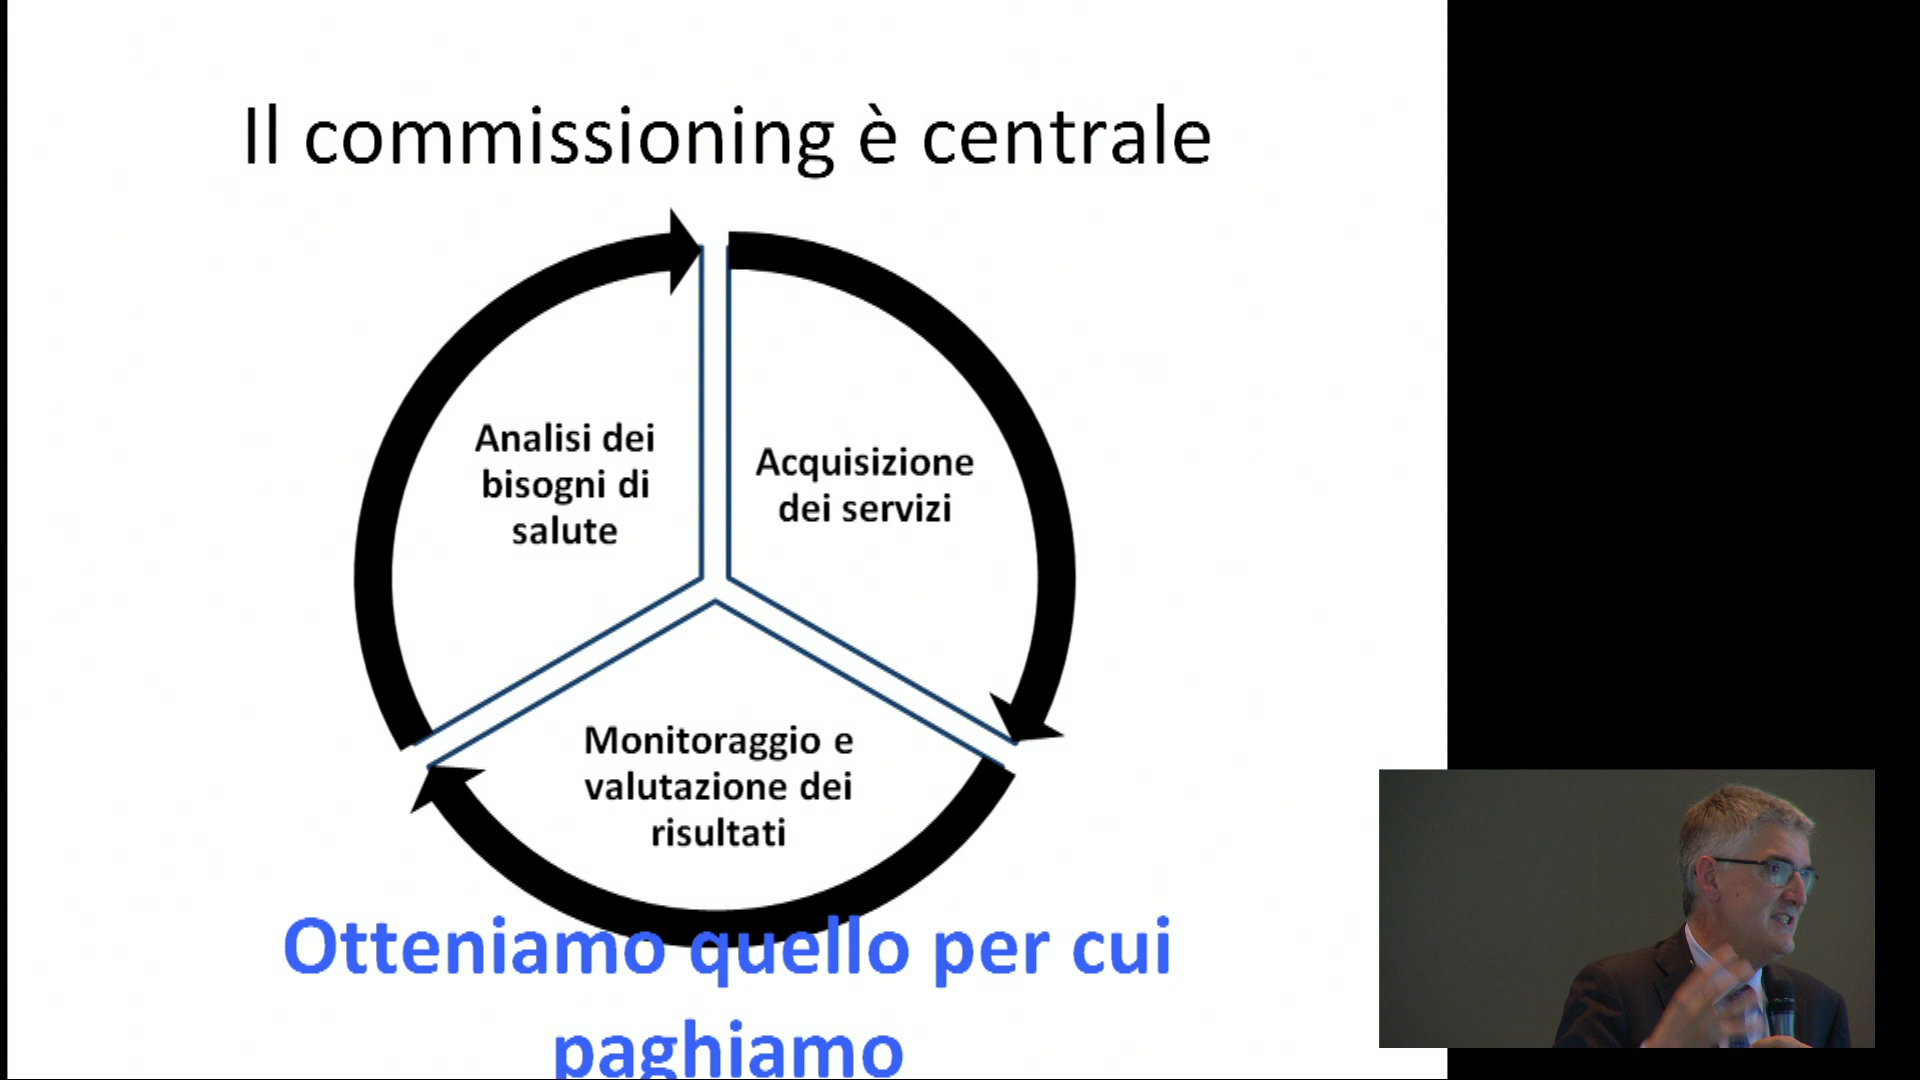 Il commissioning è centrale
Analisi dei
bisogni di
salute
Acquisizione
dei servizi
Monitoraggio e
valutazione dei
risultati
Otteniamo quello per cui
paghiamo